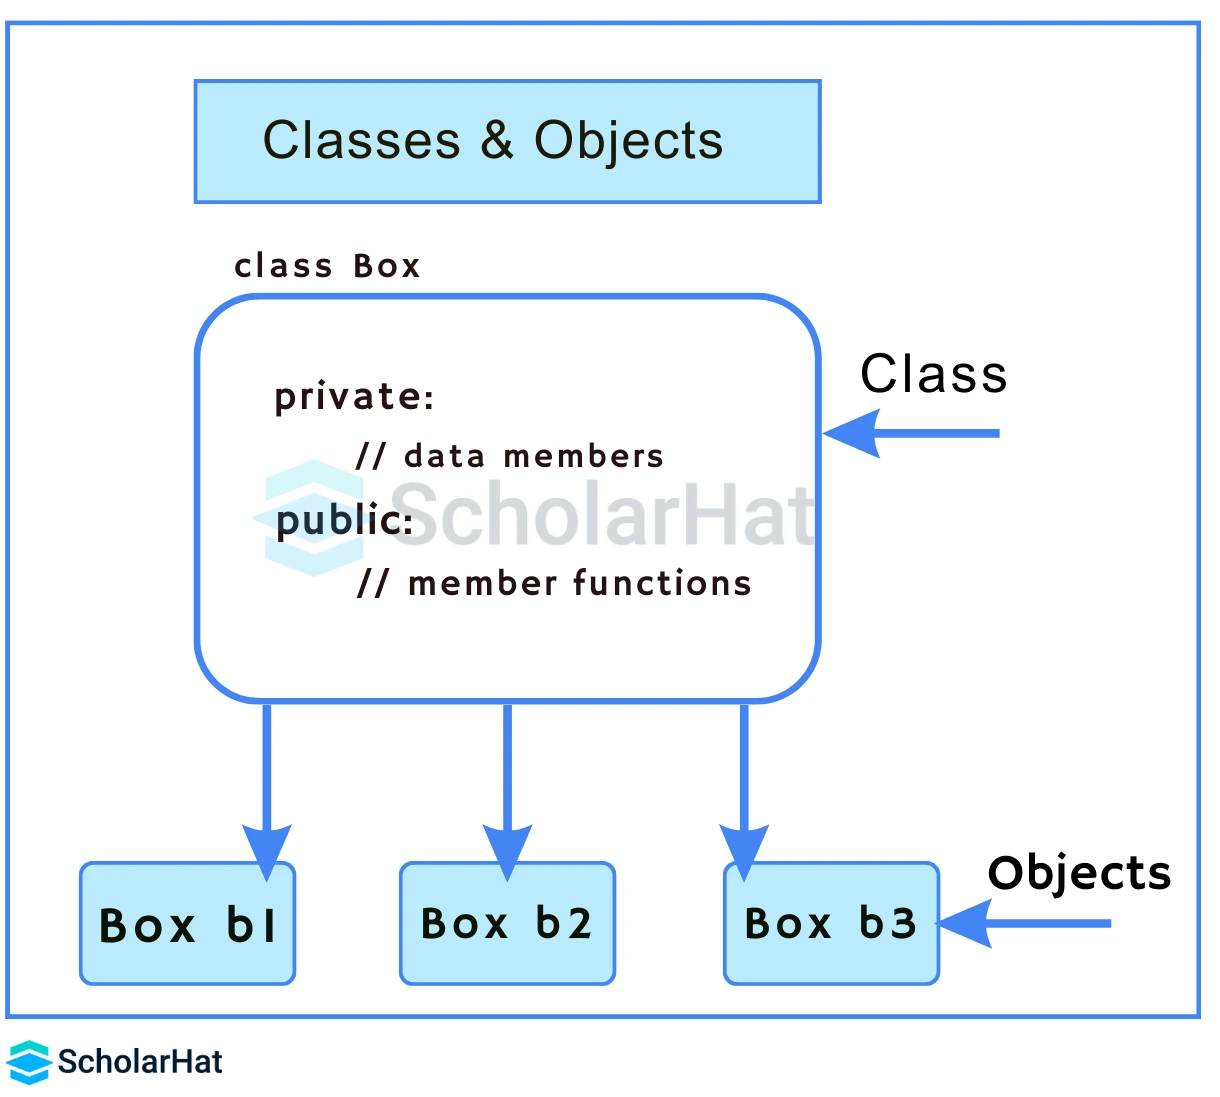 Classes & Objects
class Box
Class
private:
// data members
ScholarHat
public:
// member functions
Objects
Box b1
Box b2
Box b3
ScholarHat